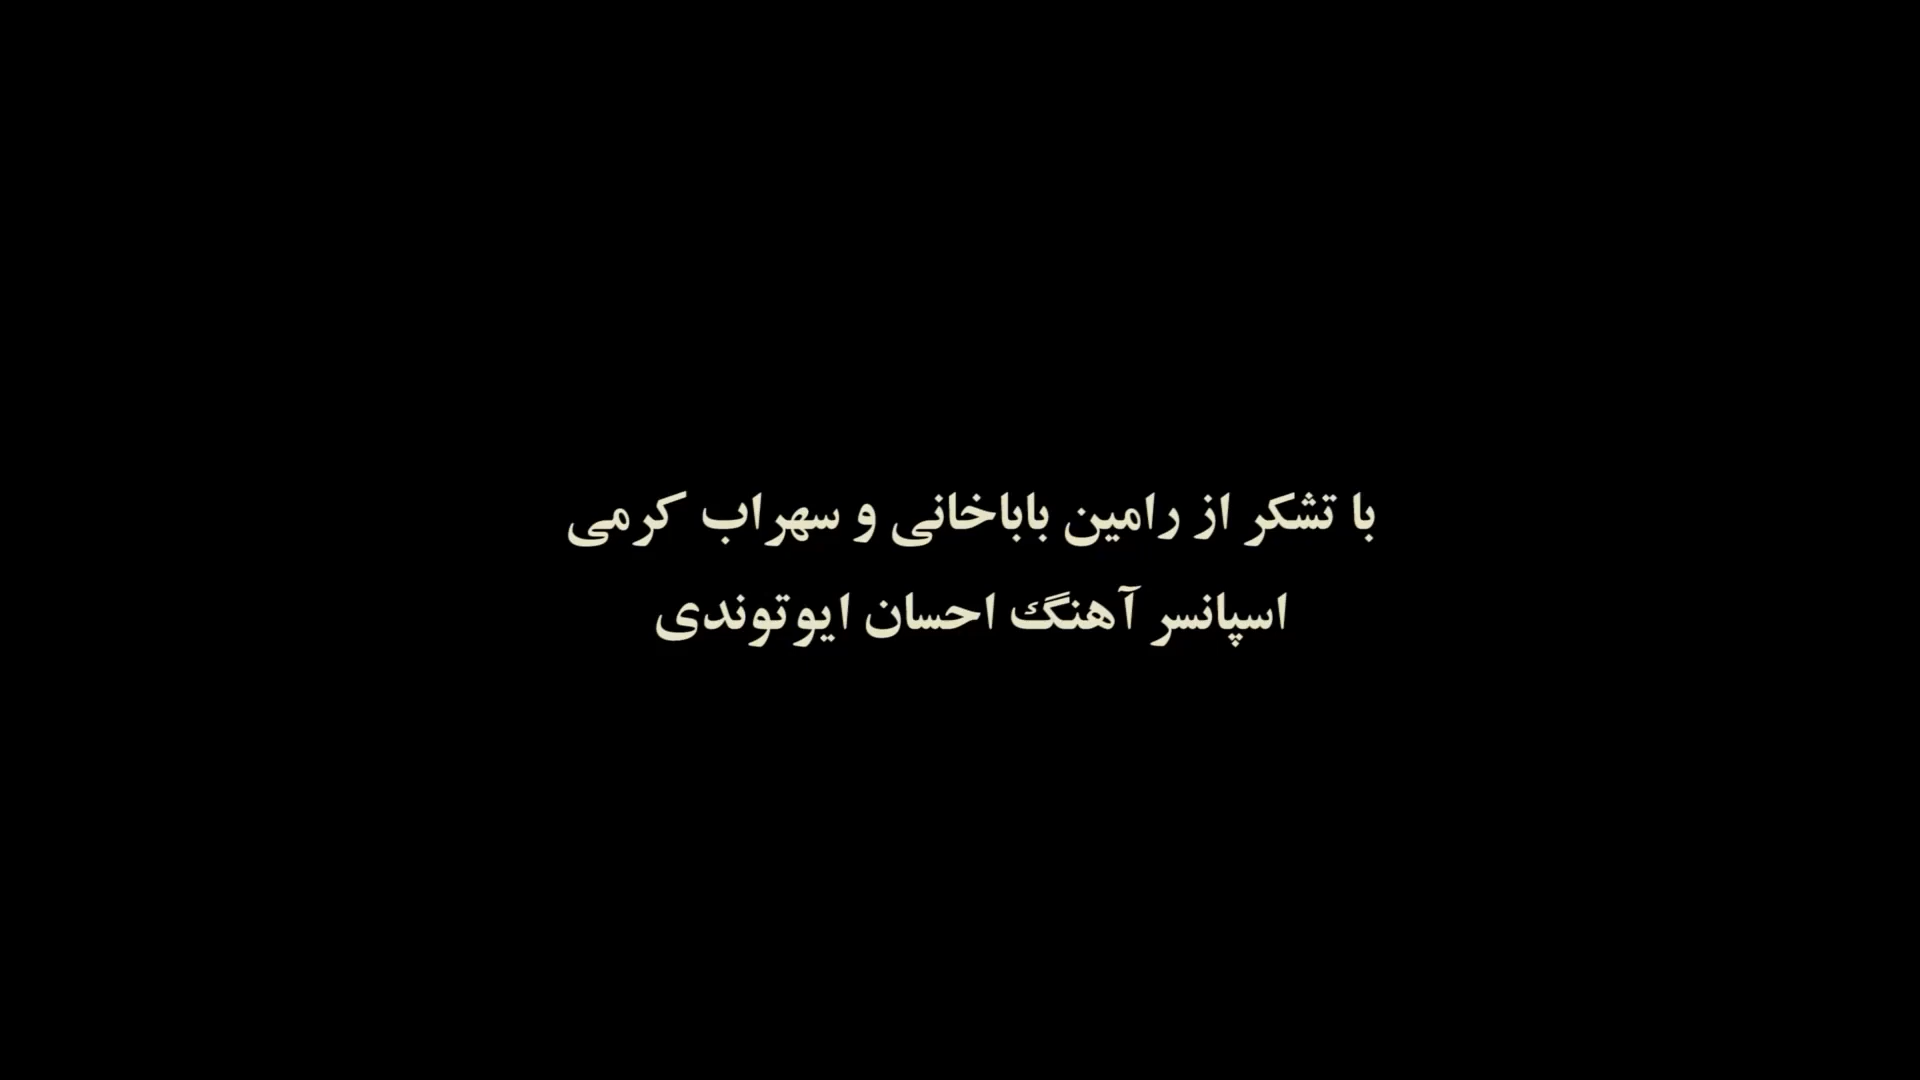 با تشکر از رامین باباخانی و سهراب کرمی
اسپانسر آهنگ احسان ایوتوندی